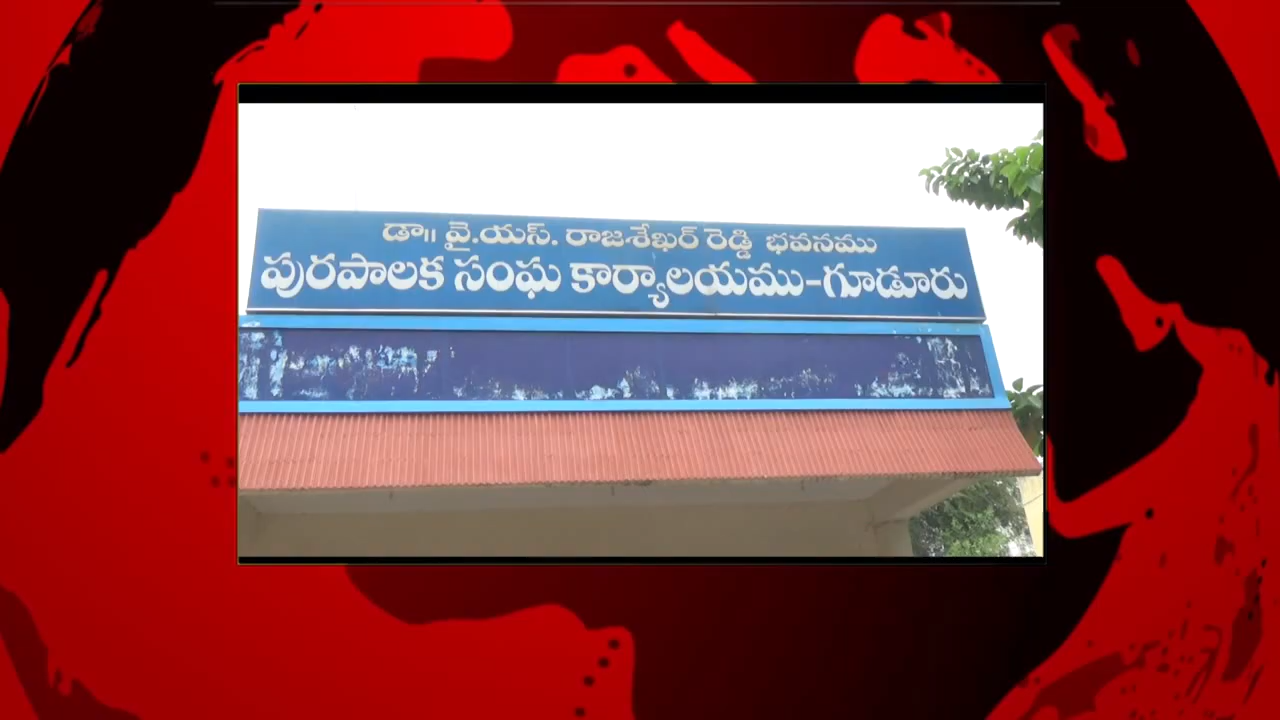 డా॥ వై.యస్. రాజశేఖర్ రెడ్డి భవనము
పురపాలక సంఘ కార్యాలయము-గూడూరు